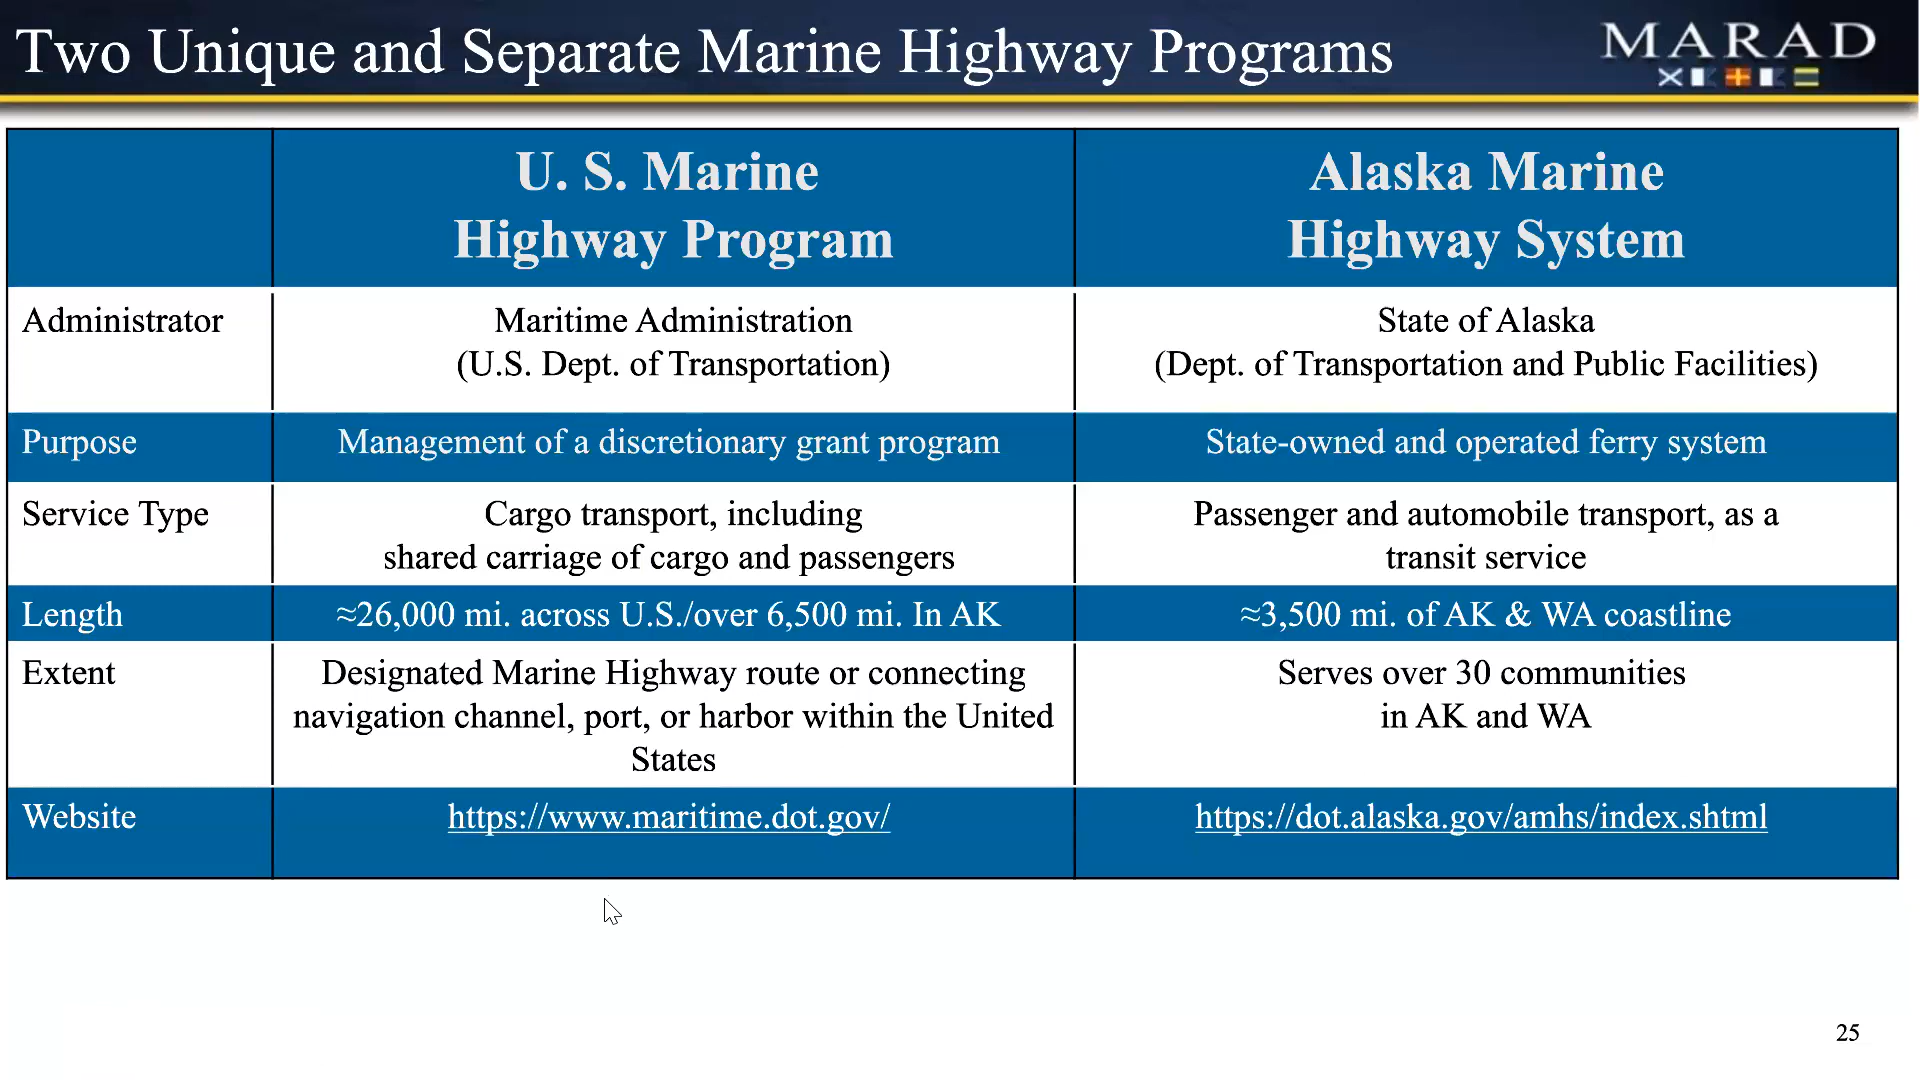 Two Unique and Separate Marine Highway Programs
MARAD
U. S. Marine
Highway Program
Alaska Marine
Highway System
Administrator
Maritime Administration
(U.S. Dept. of Transportation)
State of Alaska
(Dept. of Transportation and Public Facilities)
Purpose
Management of a discretionary grant program
State-owned and operated ferry system
Service Type
Cargo transport, including
shared carriage of cargo and passengers
Passenger and automobile transport, as a
transit service
Length
≈26,000 mi. across U.S./over 6,500 mi. In AK
≈3,500 mi. of AK & WA coastline
Extent
Designated Marine Highway route or connecting
navigation channel, port, or harbor within the United
States
Serves over 30 communities
in AK and WA
Website
https://www.maritime.dot.gov/
https://dot.alaska.gov/amhs/index.shtml
25